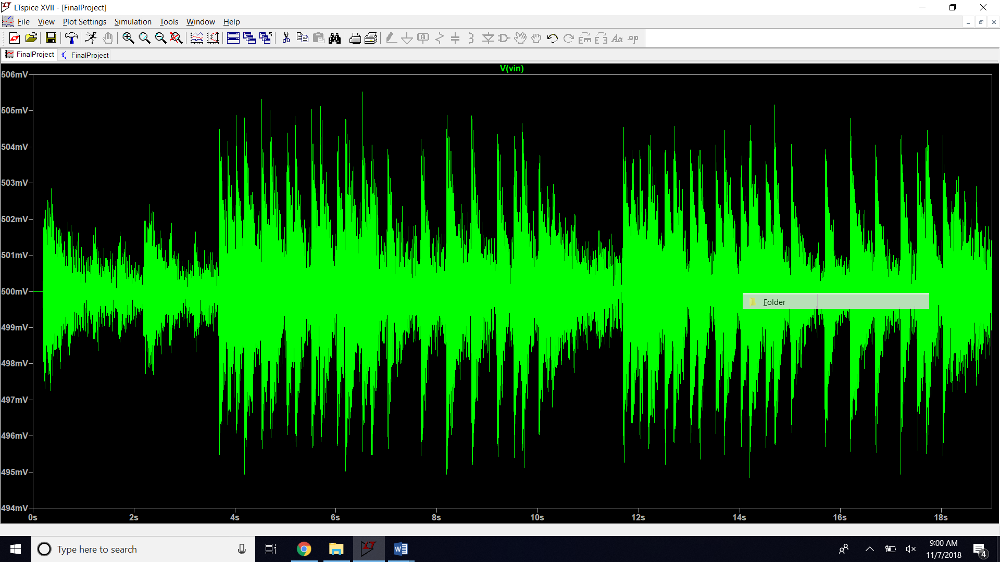 LTspice XVII - [FinalProject]
File View Plot Settings Simulation Tools Window Help
FinalProject FinalProject
V(vin)
506mV
505mV
504mV
503mV
502mV
501mV
500mV
Folder
499mV
498mV
497mV
496mV
495mV
494mV
0s 2s 4s 6s 8s 10s 12s 14s 16s 18s
Type here to search
9:00 AM
11/7/2018
4